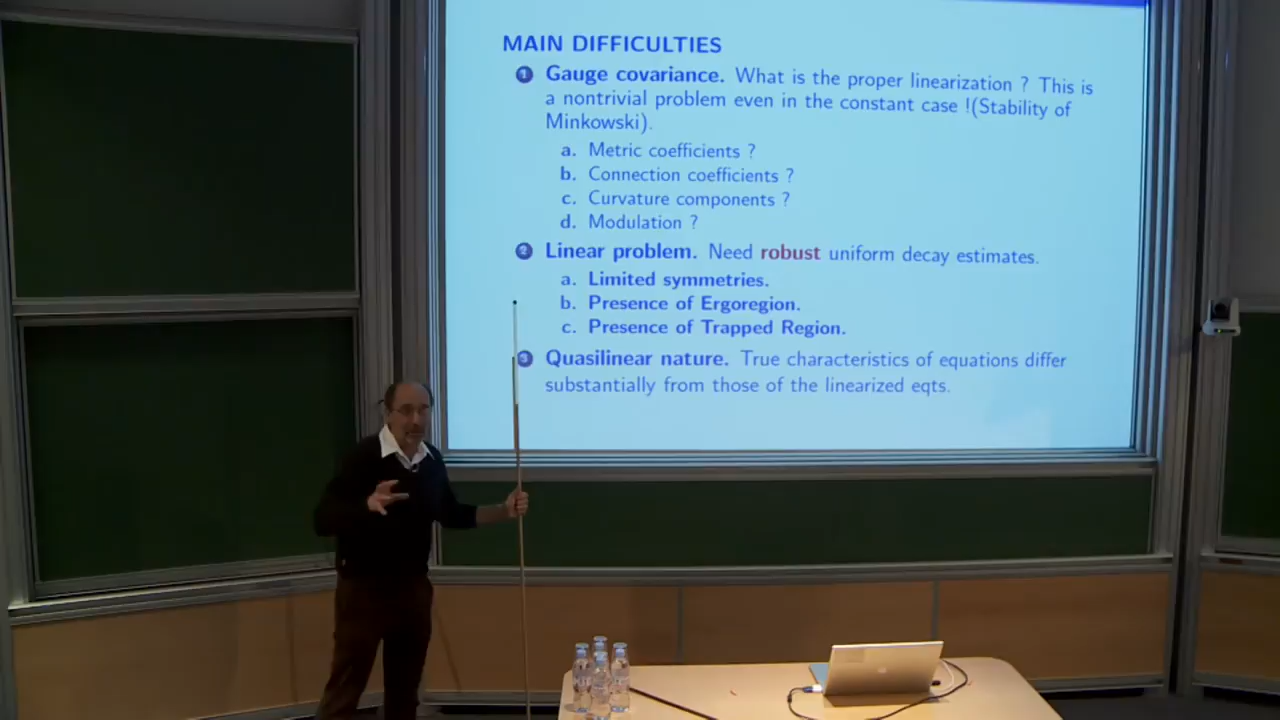 MAIN DIFFICULTIES
1 Gauge covariance. What is the proper linearization ? This is
a nontrivial problem even in the constant case !(Stability of
Minkowski).
a. Metric coefficients ?
b. Connection coefficients ?
c. Curvature components ?
d. Modulation ?
2 Linear problem. Need robust uniform decay estimates.
a. Limited symmetries.
b. Presence of Ergoregion.
c. Presence of Trapped Region.
3 Quasilinear nature. True characteristics of equations differ
substantially from those of the linearized eqts.